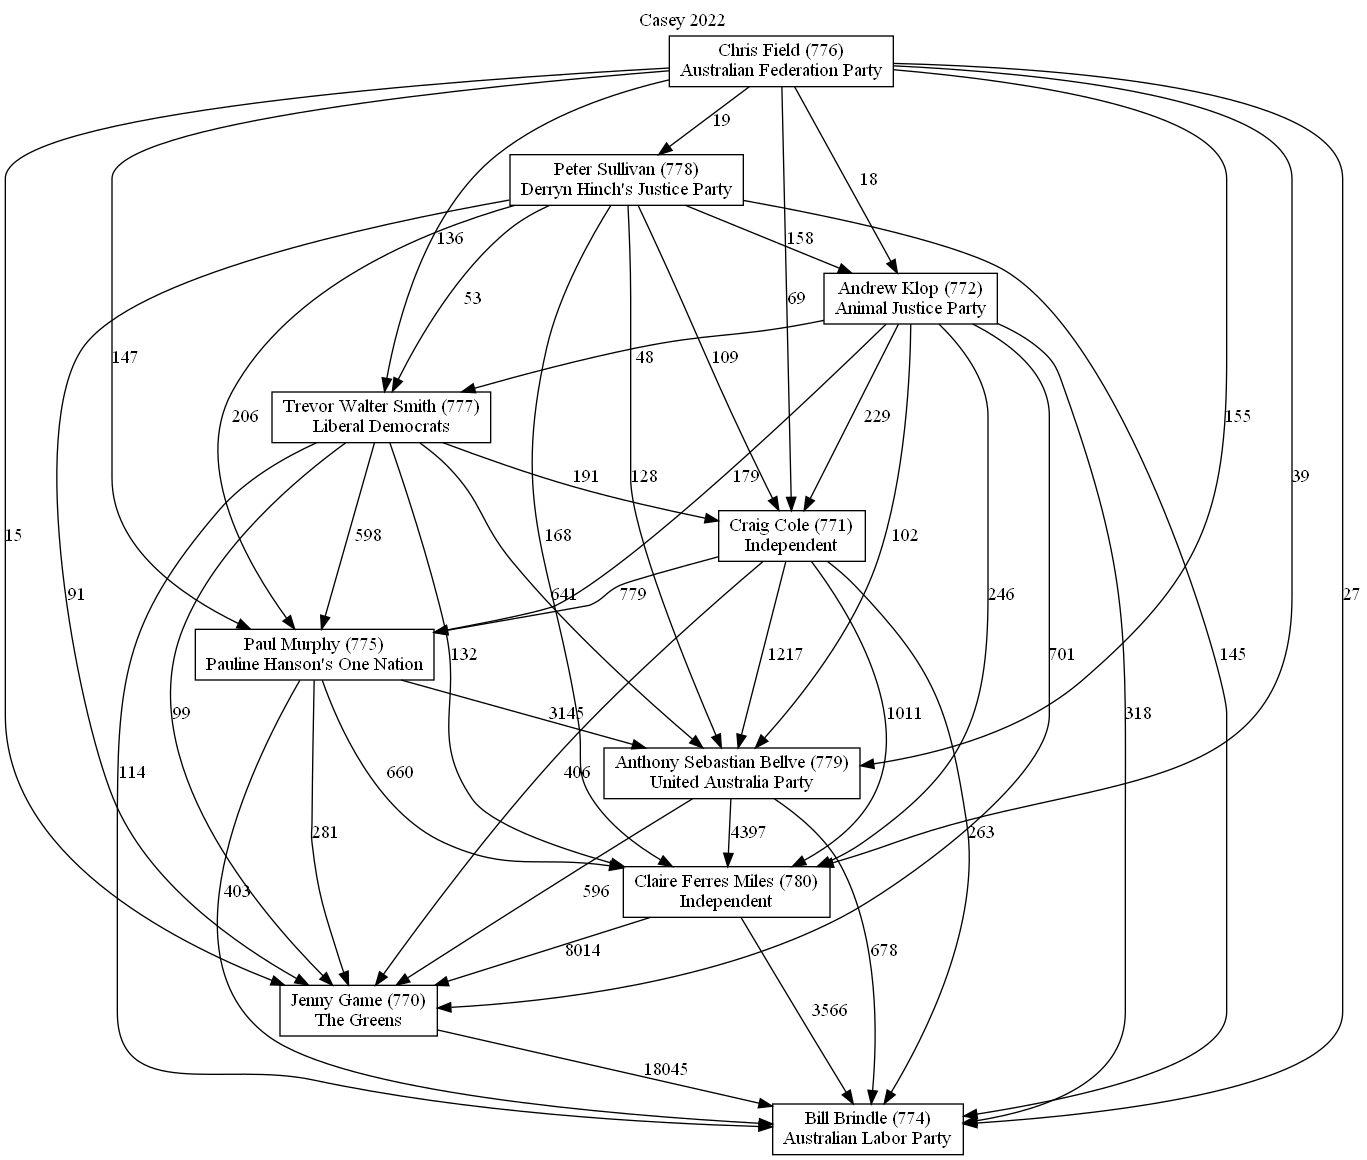 Casey 2022
Chris Field (776)
Australian Federation Party
19
Peter Sullivan (778)
Derryn Hinch's Justice Party
18
136
158
Andrew Klop (772)
Animal Justice Party
53
69
147
48
109
Trevor Walter Smith (777)
Liberal Democrats
206
229
155
598
191
128
179
39
Craig Cole (771)
Independent
15
168
102
91
641
779
246
Paul Murphy (775)
Pauline Hanson's One Nation
132
1217
701
145
27
99
3145
1011
318
Anthony Sebastian Bellve (779)
United Australia Party
114
660
406
281
4397
263
Claire Ferres Miles (780)
Independent
403
596
8014
678
Jenny Game (770)
The Greens
3566
18045
Bill Brindle (774)
Australian Labor Party